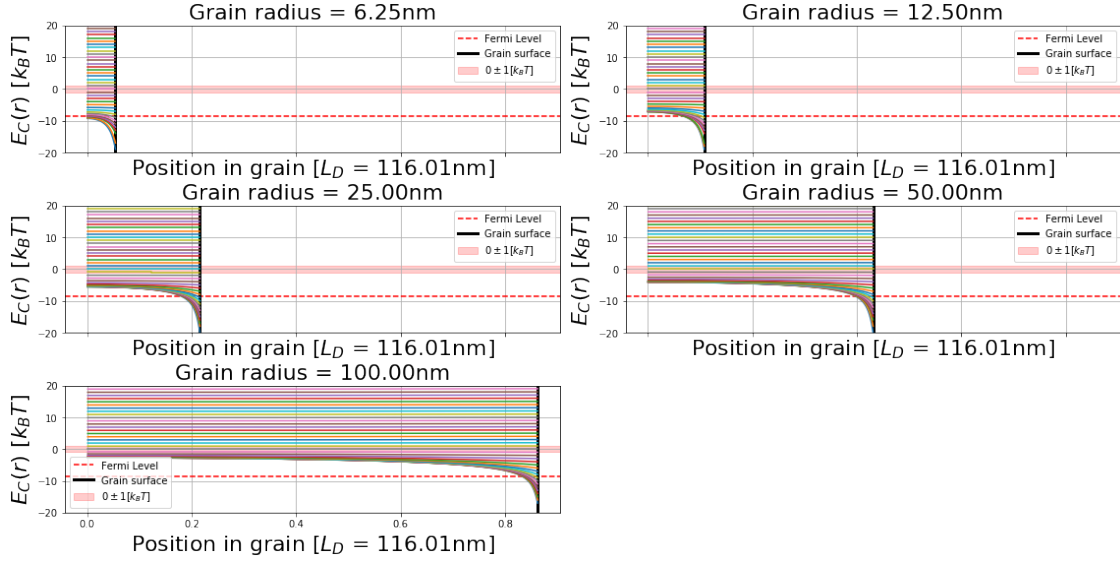 Grain radius = 6.25nm
E_C(r) [k_BT]
20
10
0
−10
−20
Fermi Level
Grain surface
0 ± 1[k_BT]
Position in grain [L_D = 116.01nm]
Grain radius = 12.50nm
E_C(r) [k_BT]
20
10
0
−10
−20
Fermi Level
Grain surface
0 ± 1[k_BT]
Position in grain [L_D = 116.01nm]
Grain radius = 25.00nm
E_C(r) [k_BT]
20
10
0
−10
−20
Fermi Level
Grain surface
0 ± 1[k_BT]
Position in grain [L_D = 116.01nm]
Grain radius = 50.00nm
E_C(r) [k_BT]
20
10
0
−10
−20
Fermi Level
Grain surface
0 ± 1[k_BT]
Position in grain [L_D = 116.01nm]
Grain radius = 100.00nm
E_C(r) [k_BT]
20
10
0
−10
−20
Fermi Level
Grain surface
0 ± 1[k_BT]
0.0 0.2 0.4 0.6 0.8
Position in grain [L_D = 116.01nm]